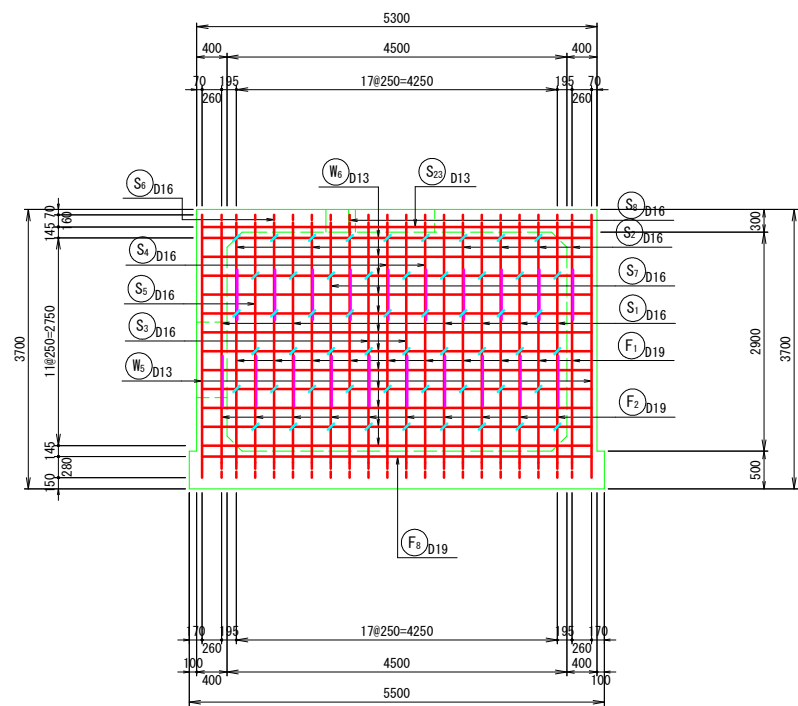 5300
400 4500 400
70 195 17@250=4250 195 70
260 260
S6 D16
W6 D13
S23 D13
S8 D16
S2 D16
S4 D16
S7 D16
S5 D16
S1 D16
S3 D16
F1 D19
W5 D13
F2 D19
F8 D19
70
60
145
11@250=2750
145
280
150
3700
300
2900
500
3700
170 195 17@250=4250 195 170
260 260
100 4500 400
400 100
5500